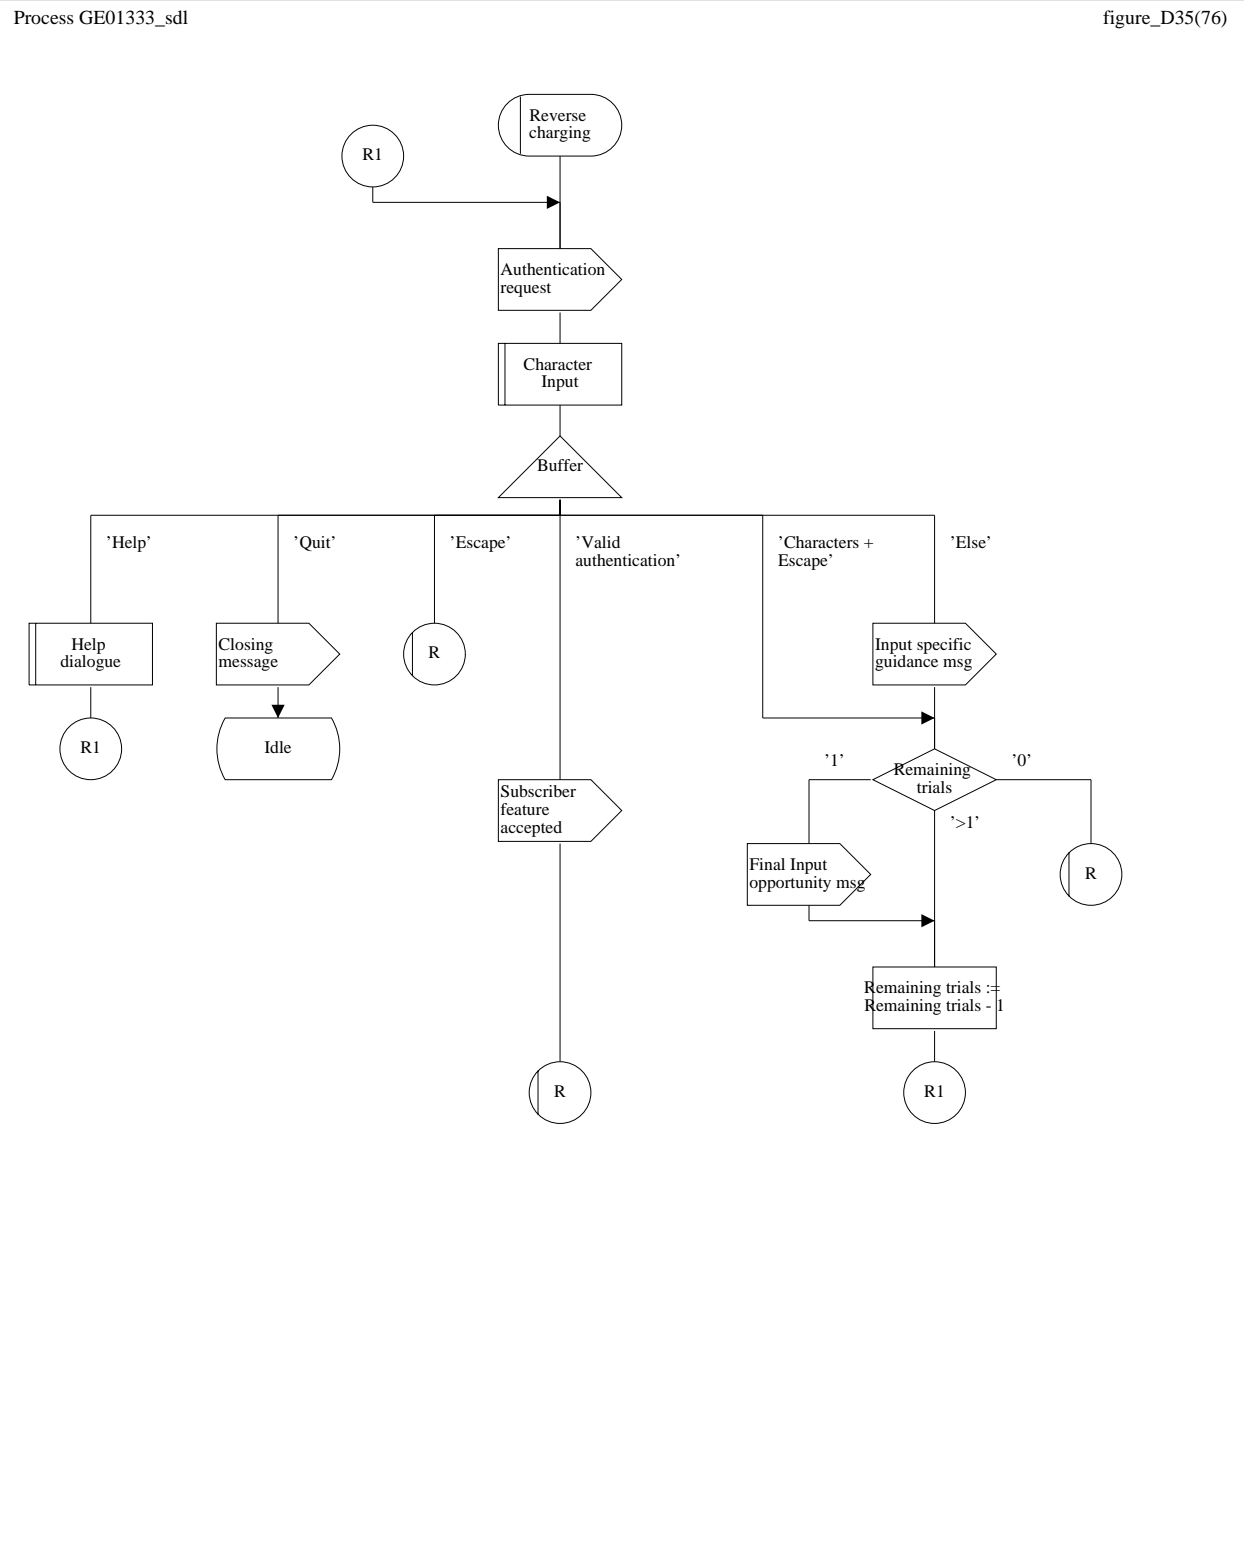 Process GE01333_sdl
figure_D35(76)
Reverse
charging
R1
Authentication
request
Character
Input
Buffer
’Help’
’Quit’
’Escape’
’Valid
authentication’
’Characters +
Escape’
’Else’
Help
dialogue
Closing
message
R
Input specific
guidance msg
R1
Idle
’1’
Remaining
trials
’0’
’>1’
Subscriber
feature
accepted
Final Input
opportunity msg
R
Remaining trials :=
Remaining trials - 1
R
R1